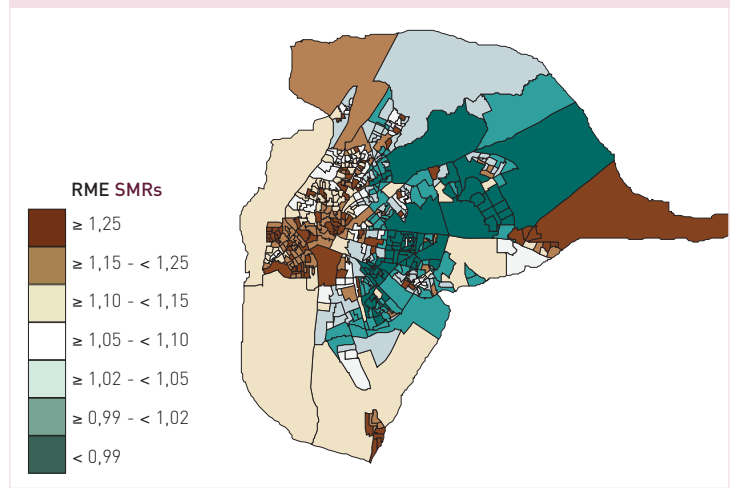 RME SMRs
≥ 1,25
≥ 1,15 - < 1,25
≥ 1,10 - < 1,15
≥ 1,05 - < 1,10
≥ 1,02 - < 1,05
≥ 0,99 - < 1,02
< 0,99